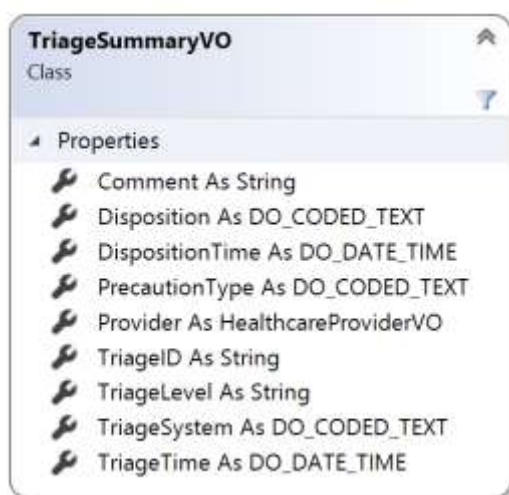 TriageSummaryVO
Class
Properties
Comment As String
Disposition As DO_CODED_TEXT
DispositionTime As DO_DATE_TIME
PrecautionType As DO_CODED_TEXT
Provider As HealthcareProviderVO
TriageID As String
TriageLevel As String
TriageSystem As DO_CODED_TEXT
TriageTime As DO_DATE_TIME